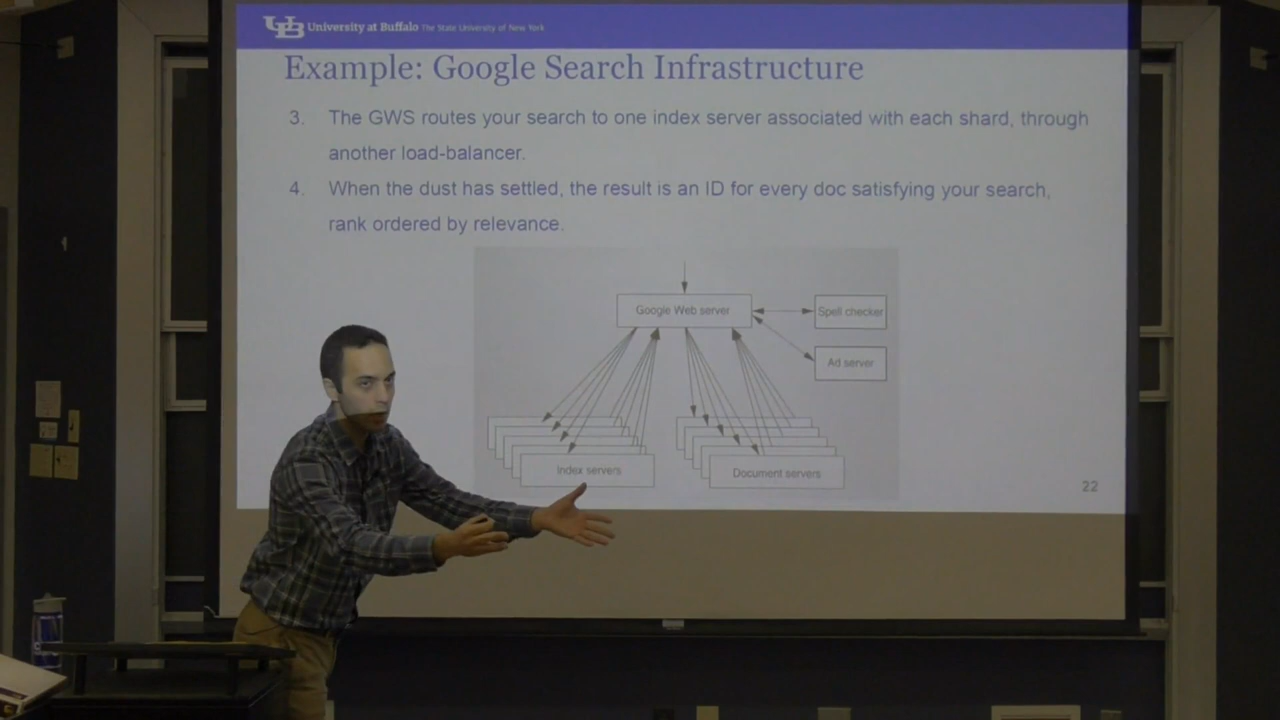 UB University at Buffalo The State University of New York
Example: Google Search Infrastructure
3. The GWS routes your search to one index server associated with each shard, through
another load-balancer.
4. When the dust has settled, the result is an ID for every doc satisfying your search,
rank ordered by relevance.
Google Web server
Spell checker
Ad server
Index servers
Document servers
22